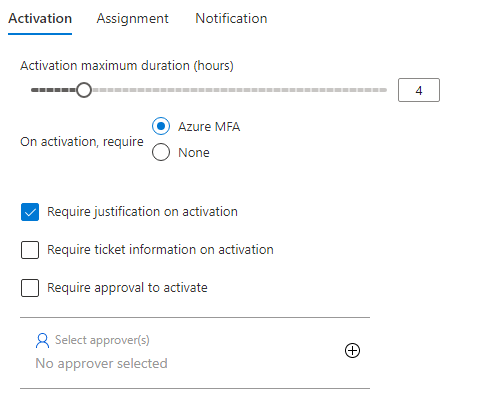 Activation Assignment Notification
Activation maximum duration (hours)
4
Azure MFA
On activation, require
None
Require justification on activation
Require ticket information on activation
Require approval to activate
Select approver(s)
No approver selected